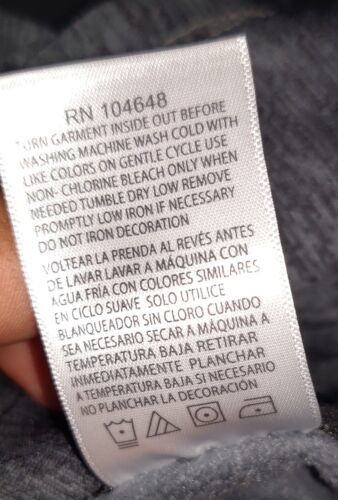 RN 104648
TURN GARMENT INSIDE OUT BEFORE
WASHING MACHINE WASH COLD WITH
LIKE COLORS ON GENTLE CYCLE USE
NON- CHLORINE BLEACH ONLY WHEN
NEEDED TUMBLE DRY LOW REMOVE
PROMPTLY LOW IRON IF NECESSARY
DO NOT IRON DECORATION
VOLTEAR LA PRENDA AL REVÉS ANTES
DE LAVAR LAVAR A MÁQUINA CON
AGUA FRÍA CON COLORES SIMILARES
EN CICLO SUAVE SOLO UTILICE
BLANQUEADOR SIN CLORO CUANDO
SEA NECESARIO SECAR A MÁQUINA A
TEMPERATURA BAJA RETIRAR
INMEDIATAMENTE PLANCHAR
A TEMPERATURA BAJA SI NECESARIO
NO PLANCHAR LA DECORACIÓN